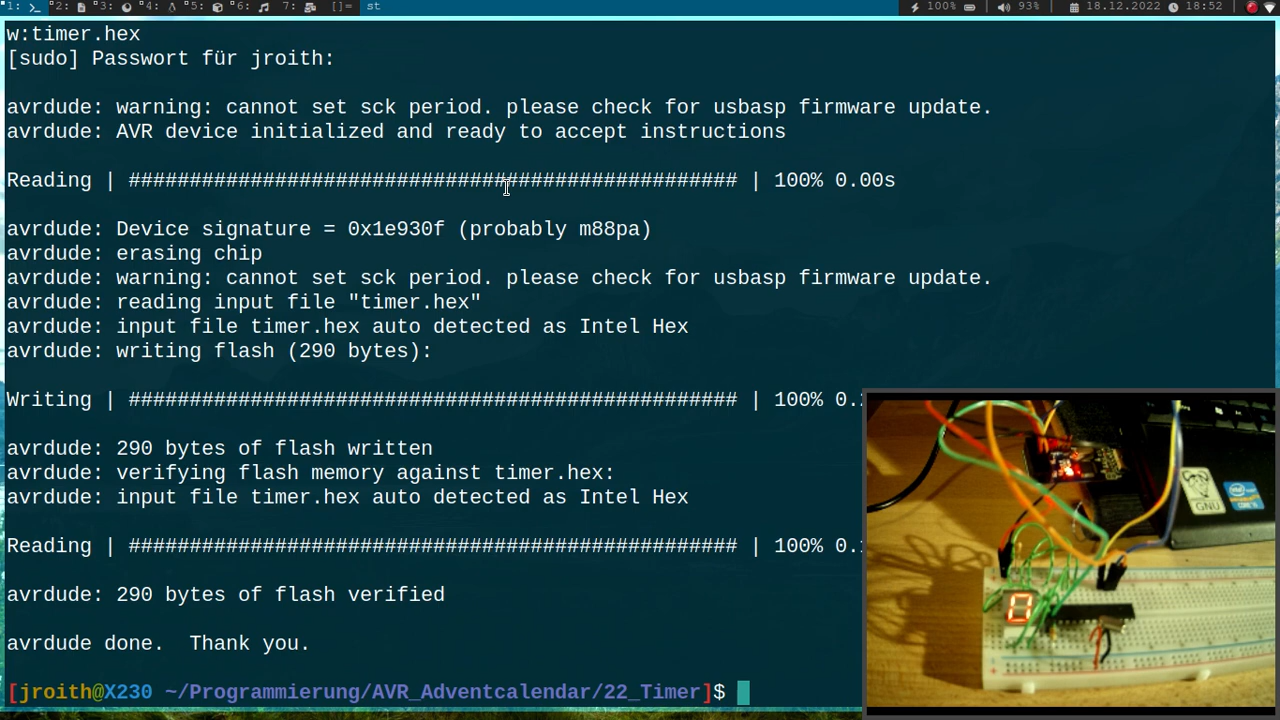 1: 2: 3: 4: 5: 6: 7: []= st 100% 93% 18.12.2022 18:52
w:timer.hex
[sudo] Passwort für jroith:
avrdude: warning: cannot set sck period. please check for usbasp firmware update.
avrdude: AVR device initialized and ready to accept instructions
Reading | ################################################## | 100% 0.00s
avrdude: Device signature = 0x1e930f (probably m88pa)
avrdude: erasing chip
avrdude: warning: cannot set sck period. please check for usbasp firmware update.
avrdude: reading input file "timer.hex"
avrdude: input file timer.hex auto detected as Intel Hex
avrdude: writing flash (290 bytes):
Writing | ################################################## | 100% 0.
avrdude: 290 bytes of flash written
avrdude: verifying flash memory against timer.hex:
avrdude: input file timer.hex auto detected as Intel Hex
Reading | ################################################## | 100% 0.
avrdude: 290 bytes of flash verified
avrdude done.  Thank you.
[jroith@X230 ~/Programmierung/AVR_Adventcalendar/22_Timer]$
GNU
intel
0